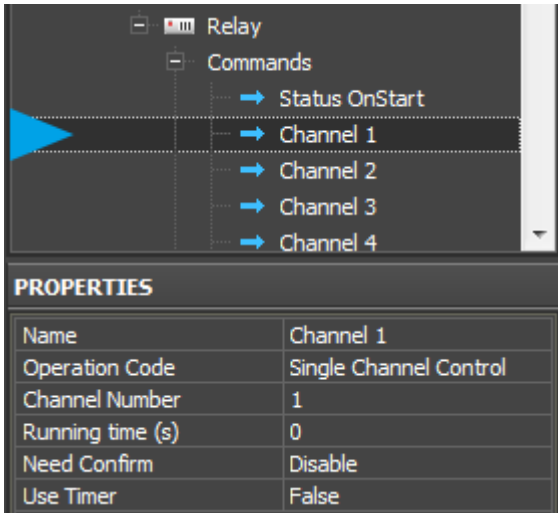 Relay
Commands
Status OnStart
Channel 1
Channel 2
Channel 3
Channel 4
PROPERTIES
Name Channel 1
Operation Code Single Channel Control
Channel Number 1
Running time (s) 0
Need Confirm Disable
Use Timer False